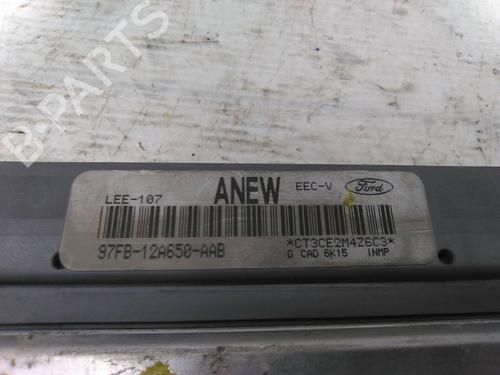 B-PARTS
LEE-107 ANEW EEC-V Ford
97FB-12A650-AAB *CT3CE2M4Z6C3*
G CAD 6K15 INMP